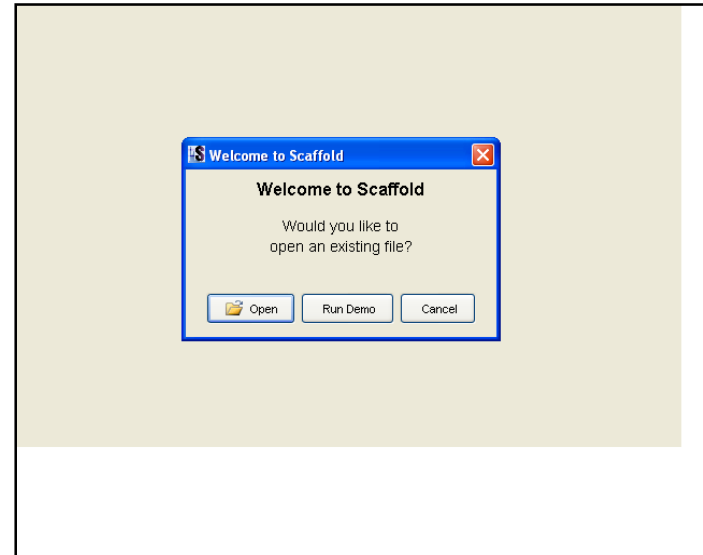 Welcome to Scaffold
Welcome to Scaffold
Would you like to
open an existing file?
Open
Run Demo
Cancel